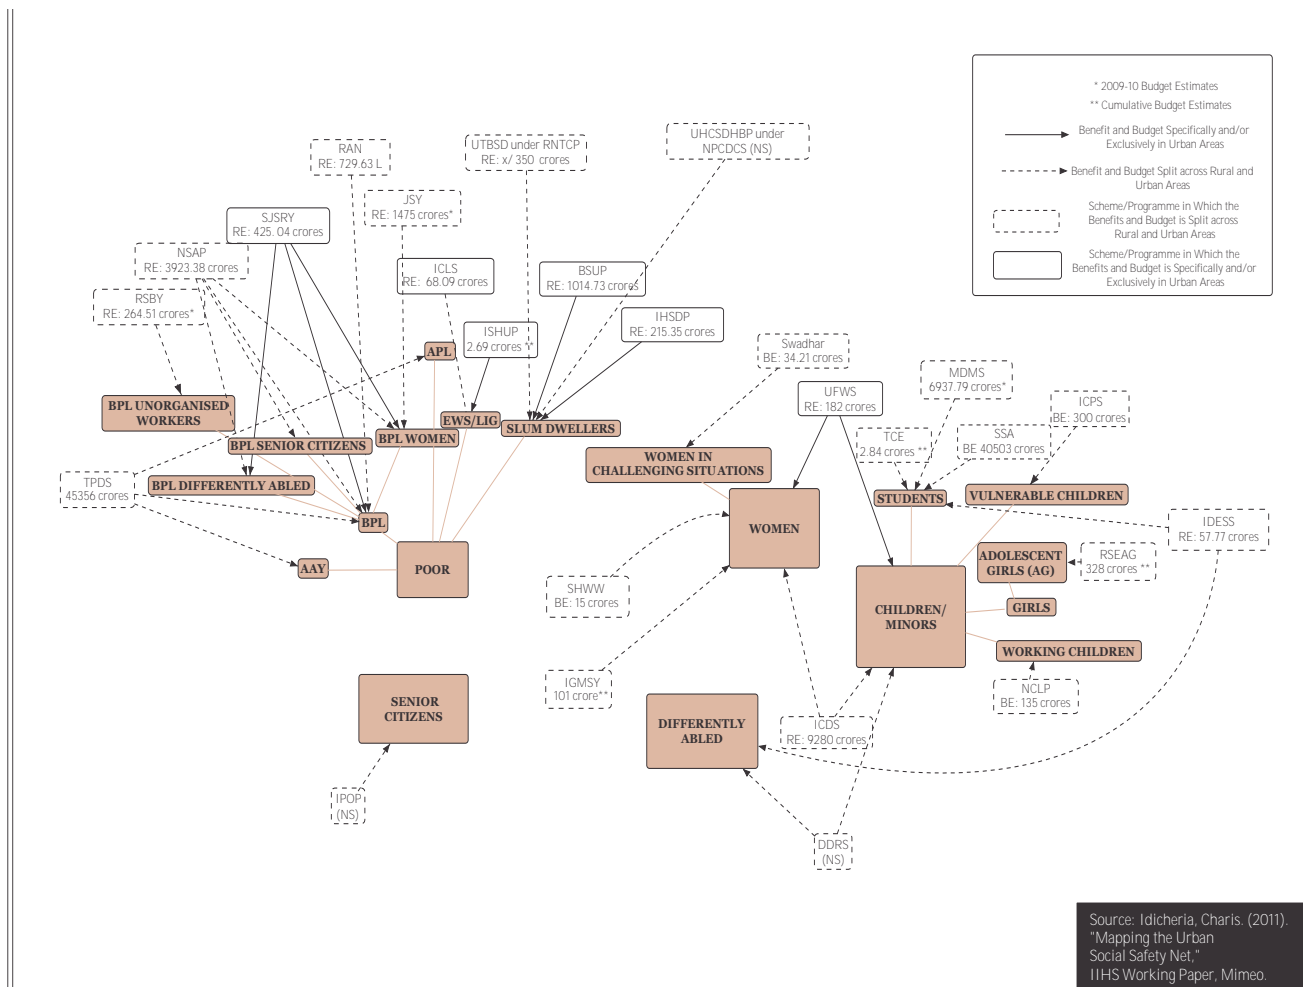 * 2009-10 Budget Estimates
** Cumulative Budget Estimates
Benefit and Budget Specifically and/or
Exclusively in Urban Areas
Benefit and Budget Split across Rural and
Urban Areas
Scheme/Programme in Which the
Benefits and Budget is Split across
Rural and Urban Areas
Scheme/Programme in Which the
Benefits and Budget is Specifically and/or
Exclusively in Urban Areas
UHCSDHBP under
NPCDCS (NS)
UTBSD under RNTCP
RE: x/ 350 crores
RAN
RE: 729.63 L
JSY
RE: 1475 crores*
SJSRY
RE: 425.04 crores
NSAP
RE: 3923.38 crores
RSBY
RE: 264.51 crores*
ICLS
RE: 68.09 crores
BSUP
RE: 1014.73 crores
IHSDP
RE: 215.35 crores
ISHUP
2.69 crores **
APL
BPL UNORGANISED
WORKERS
BPL SENIOR CITIZENS
BPL WOMEN
EWS/LIG
SLUM DWELLERS
BPL DIFFERENTLY ABLED
TPDS
45356 crores
BPL
AAY
POOR
Swadhar
BE: 34.21 crores
UFWS
RE: 182 crores
MDMS
6937.79 crores*
ICPS
BE: 300 crores
TCE
2.84 crores **
SSA
BE 40503 crores
WOMEN IN
CHALLENGING SITUATIONS
STUDENTS
VULNERABLE CHILDREN
WOMEN
IDESS
RE: 57.77 crores
ADOLESCENT
GIRLS (AG)
RSEAG
328 crores **
SHWW
BE: 15 crores
CHILDREN/
MINORS
GIRLS
WORKING CHILDREN
IGMSY
101 crore**
NCLP
BE: 135 crores
SENIOR
CITIZENS
DIFFERENTLY
ABLED
ICDS
RE: 9280 crores
IPOP
(NS)
DDRS
(NS)
Source: Idicheria, Charis. (2011).
"Mapping the Urban
Social Safety Net,"
IIHS Working Paper, Mimeo.